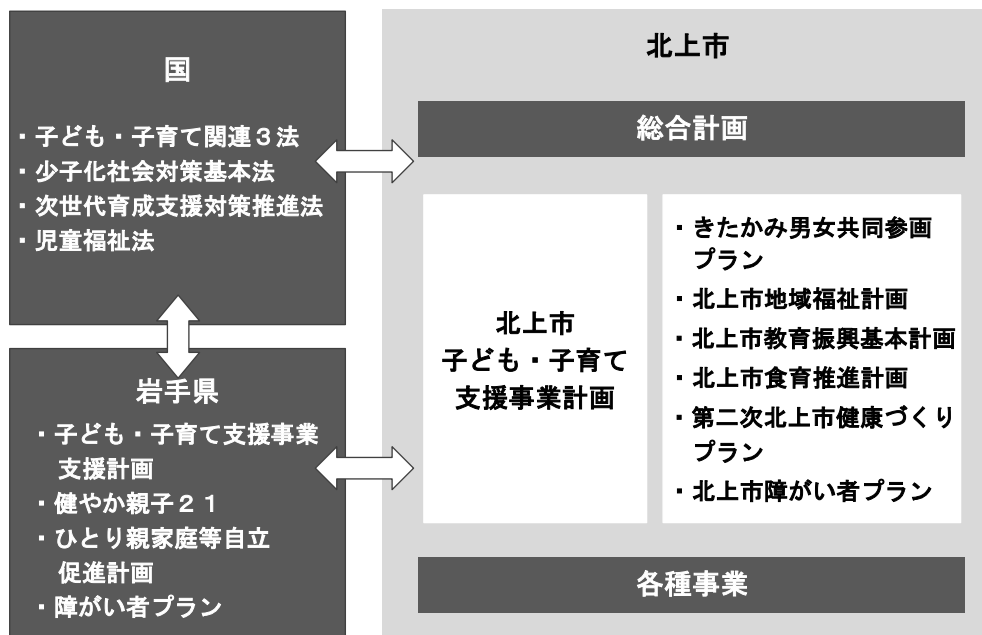 国
・子ども・子育て関連３法
・少子化社会対策基本法
・次世代育成支援対策推進法
・児童福祉法
岩手県
・子ども・子育て支援事業
支援計画
・健やか親子２１
・ひとり親家庭等自立
促進計画
・障がい者プラン
北上市
総合計画
北上市
子ども・子育て
支援事業計画
・きたかみ男女共同参画
プラン
・北上市地域福祉計画
・北上市教育振興基本計画
・北上市食育推進計画
・第二次北上市健康づくり
プラン
・北上市障がい者プラン
各種事業